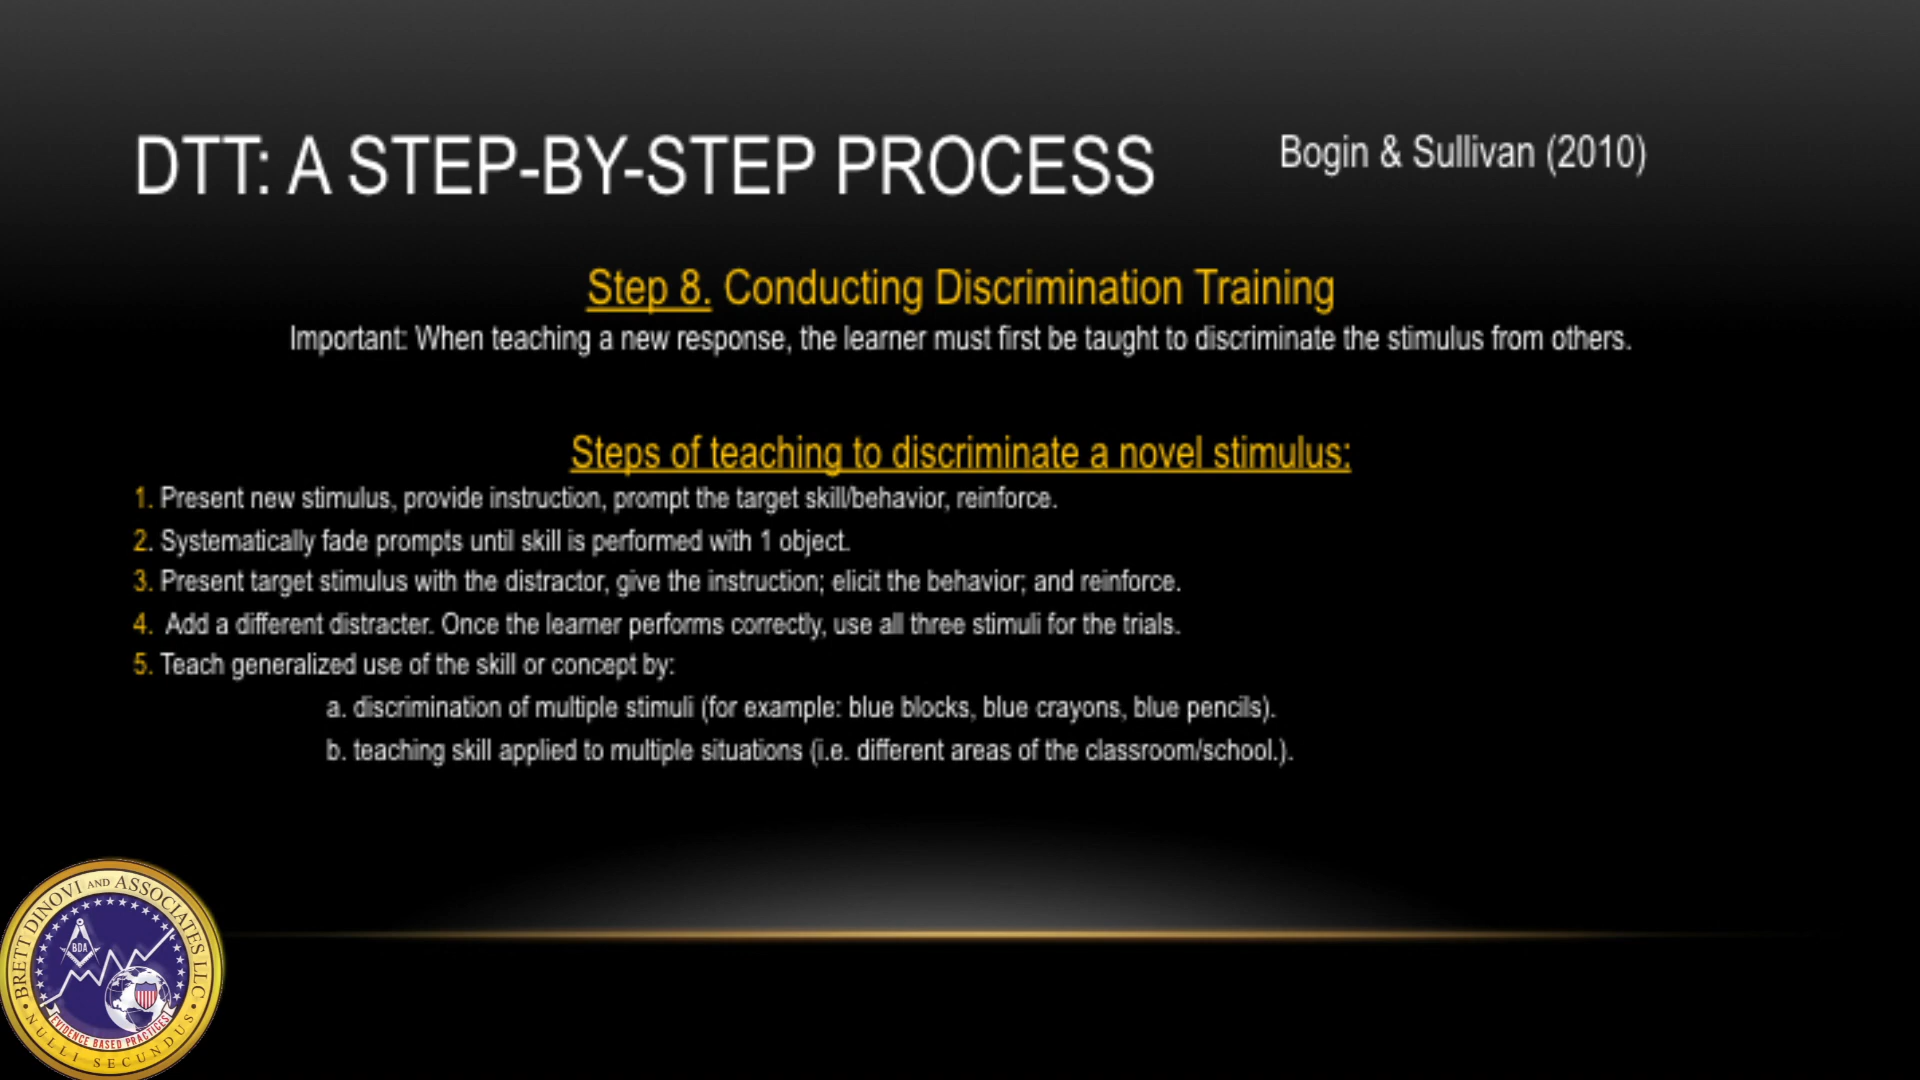 DTT: A STEP-BY-STEP PROCESS
Bogin & Sullivan (2010)
Step 8. Conducting Discrimination Training
Important: When teaching a new response, the learner must first be taught to discriminate the stimulus from others.
Steps of teaching to discriminate a novel stimulus:
1. Present new stimulus, provide instruction, prompt the target skill/behavior, reinforce.
2. Systematically fade prompts until skill is performed with 1 object.
3. Present target stimulus with the distractor, give the instruction; elicit the behavior; and reinforce.
4. Add a different distracter. Once the learner performs correctly, use all three stimuli for the trials.
5. Teach generalized use of the skill or concept by:
a. discrimination of multiple stimuli (for example: blue blocks, blue crayons, blue pencils).
b. teaching skill applied to multiple situations (i.e. different areas of the classroom/school.).
BRETT DINOVI AND ASSOCIATES LLC
BDA
EVIDENCE BASED PRACTICES
• NULLI SECUNDUS •